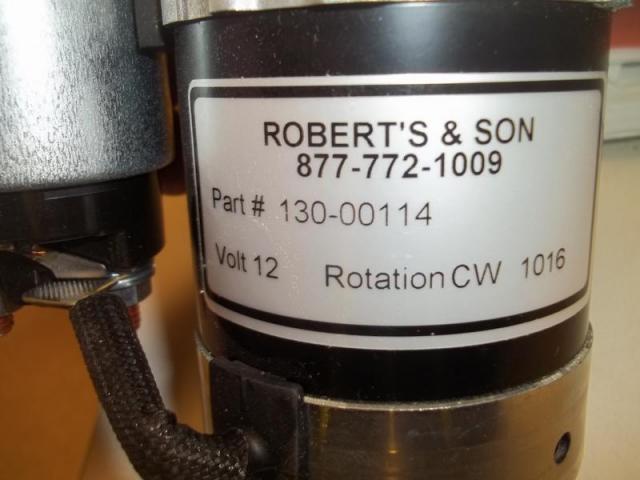 ROBERT'S & SON
877-772-1009
Part # 130-00114
Volt 12 Rotation CW 1016